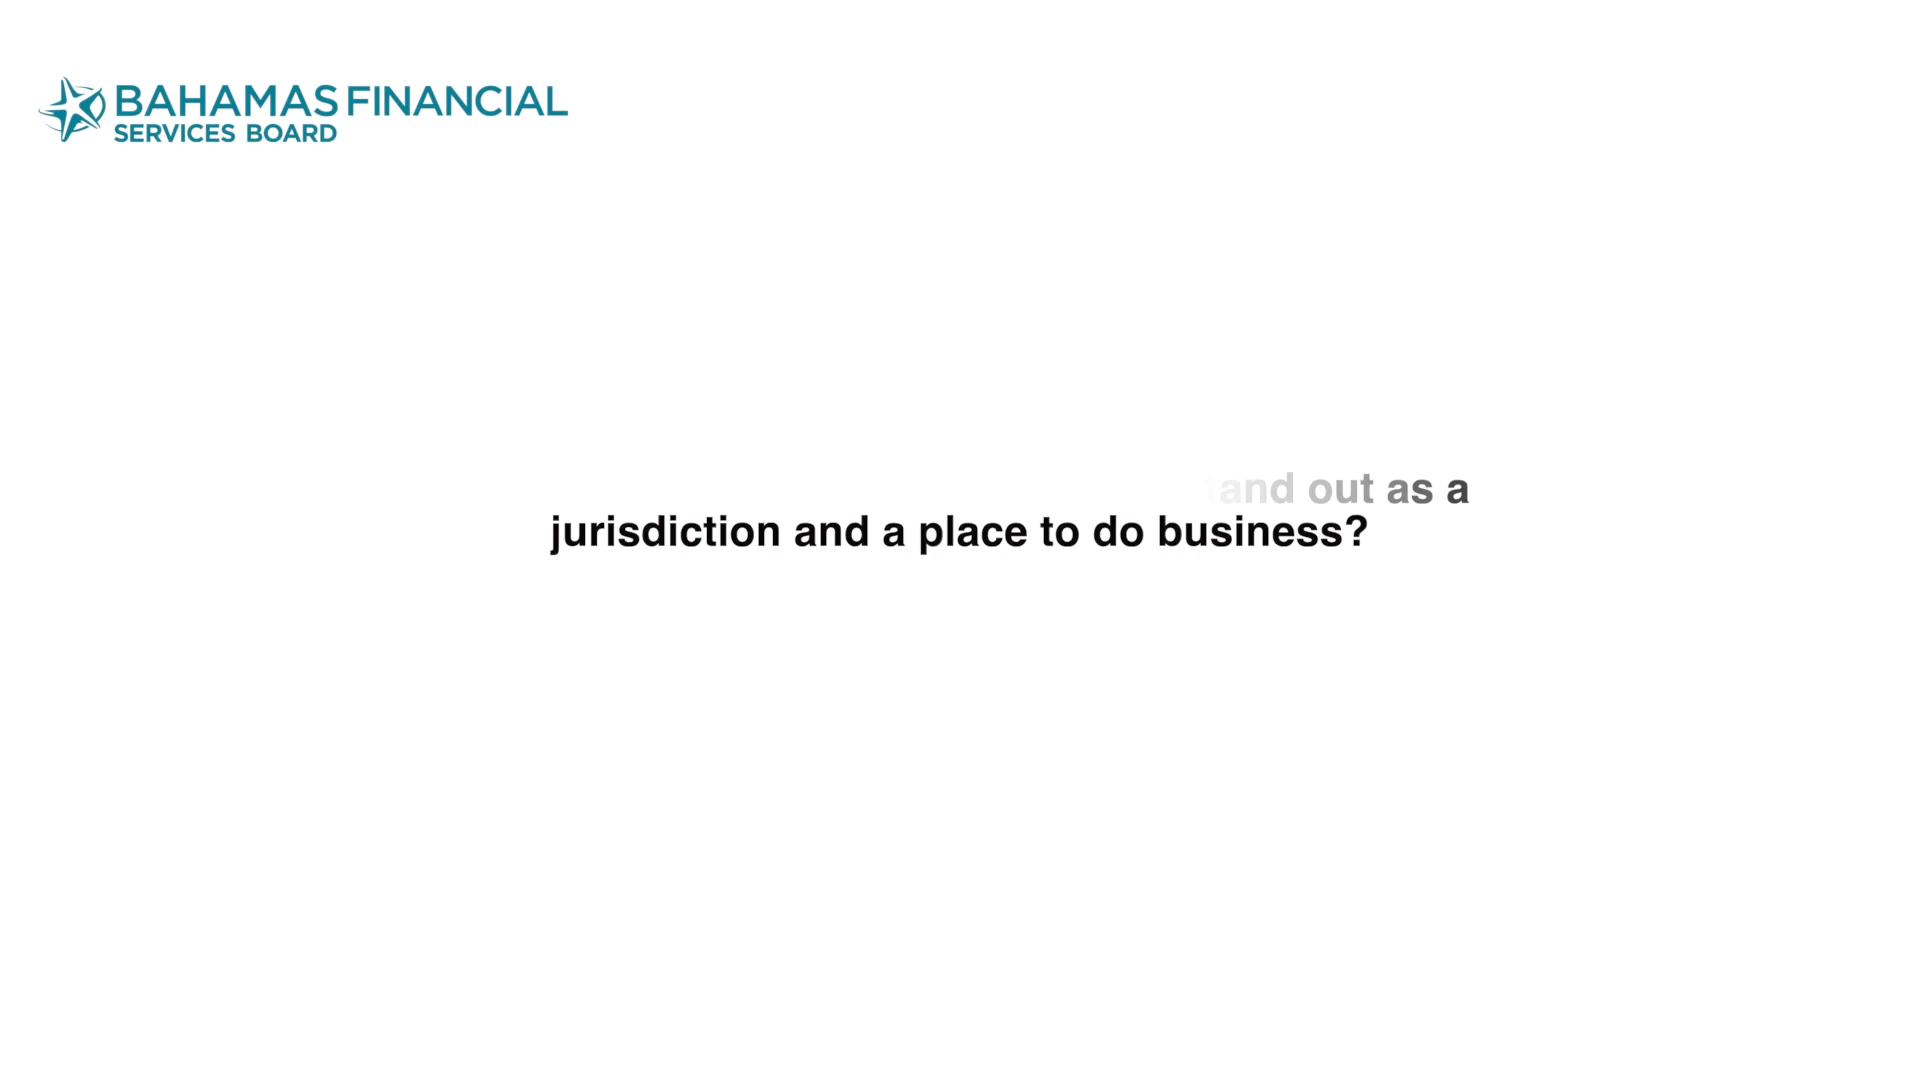 BAHAMAS FINANCIAL
SERVICES BOARD
and out as a
jurisdiction and a place to do business?